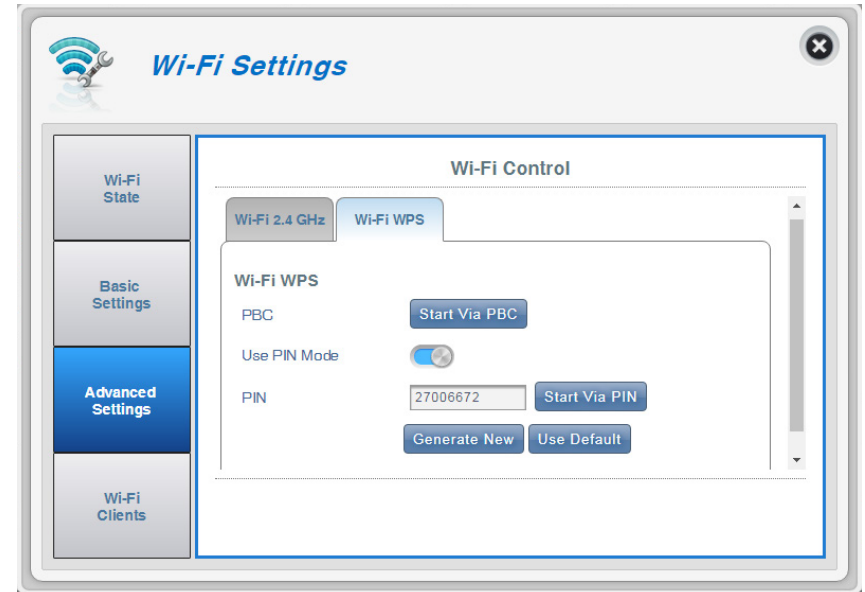 Wi-Fi Settings
Wi-Fi
State
Basic
Settings
Advanced
Settings
Wi-Fi
Clients
Wi-Fi Control
Wi-Fi 2.4 GHz
Wi-Fi WPS
Wi-Fi WPS
PBC
Start Via PBC
Use PIN Mode
PIN
27006672
Start Via PIN
Generate New
Use Default